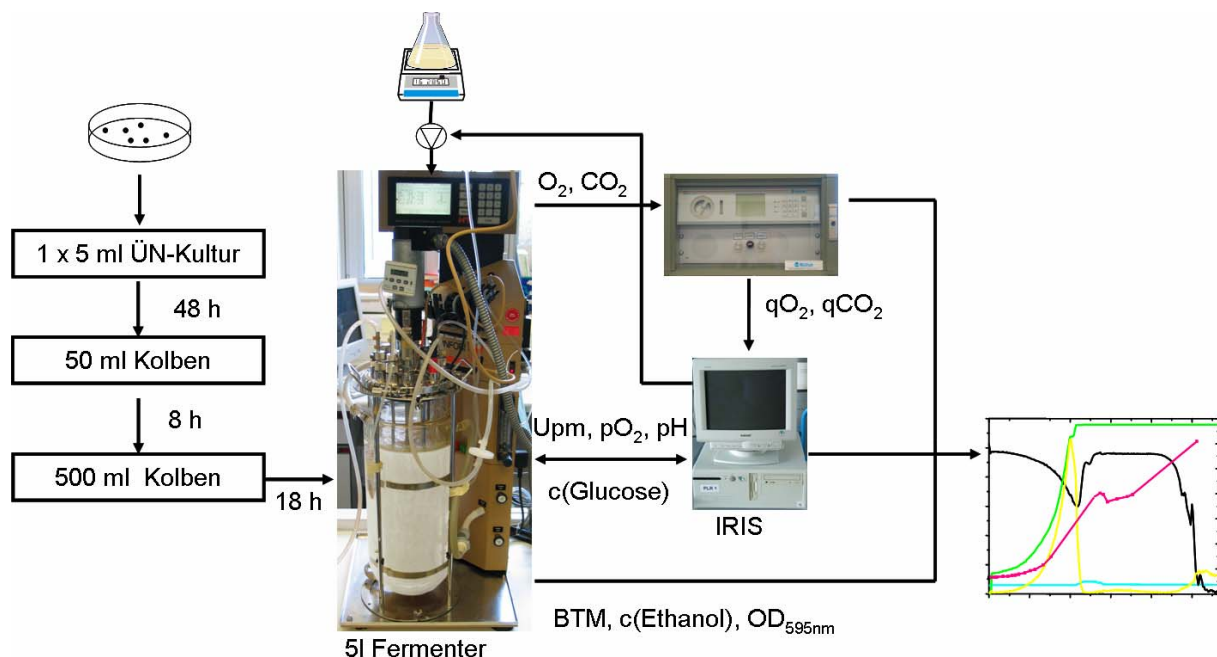 1 x 5 ml ÜN-Kultur
48 h
50 ml Kolben
8 h
500 ml Kolben
18 h
O₂, CO₂
qO₂, qCO₂
Upm, pO₂, pH
c(Glucose)
IRIS
BTM, c(Ethanol), OD₅₉₅ₙₘ
5l Fermenter